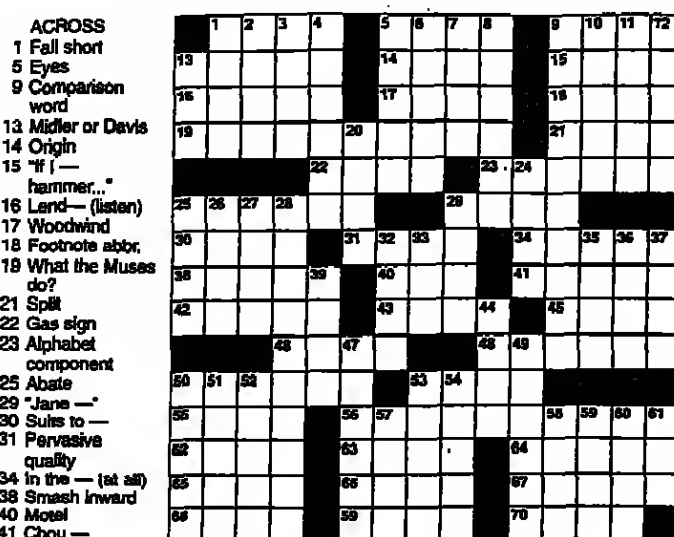 ACROSS
1 Fall short
5 Eyes
9 Comparison
word
13 Midler or Davis
14 Origin
15 "If I —
hammer..."
16 Lend— (listen)
17 Woodwind
18 Footnote abbr.
19 What the Muses
do?
21 Split
22 Gas sign
23 Alphabet
component
25 Abate
29 "Jane —"
30 Suits to —
31 Pervasive
quality
34 In the — (at all)
38 Smash inward
40 Motel
41 Chou —
1 2 3 4 5 6 7 8 9 10 11 12
13 14 15
16 17 18
19 20 21
22 23 24
25 26 27 28 29
30 31 32 33 34 35 36 37
38 39 40 41
42 43 44 45
46 47 48 49
50 51 52 53 54
55 56 57 58 59 60 61
62 63 64
65 66 67
68 69 70